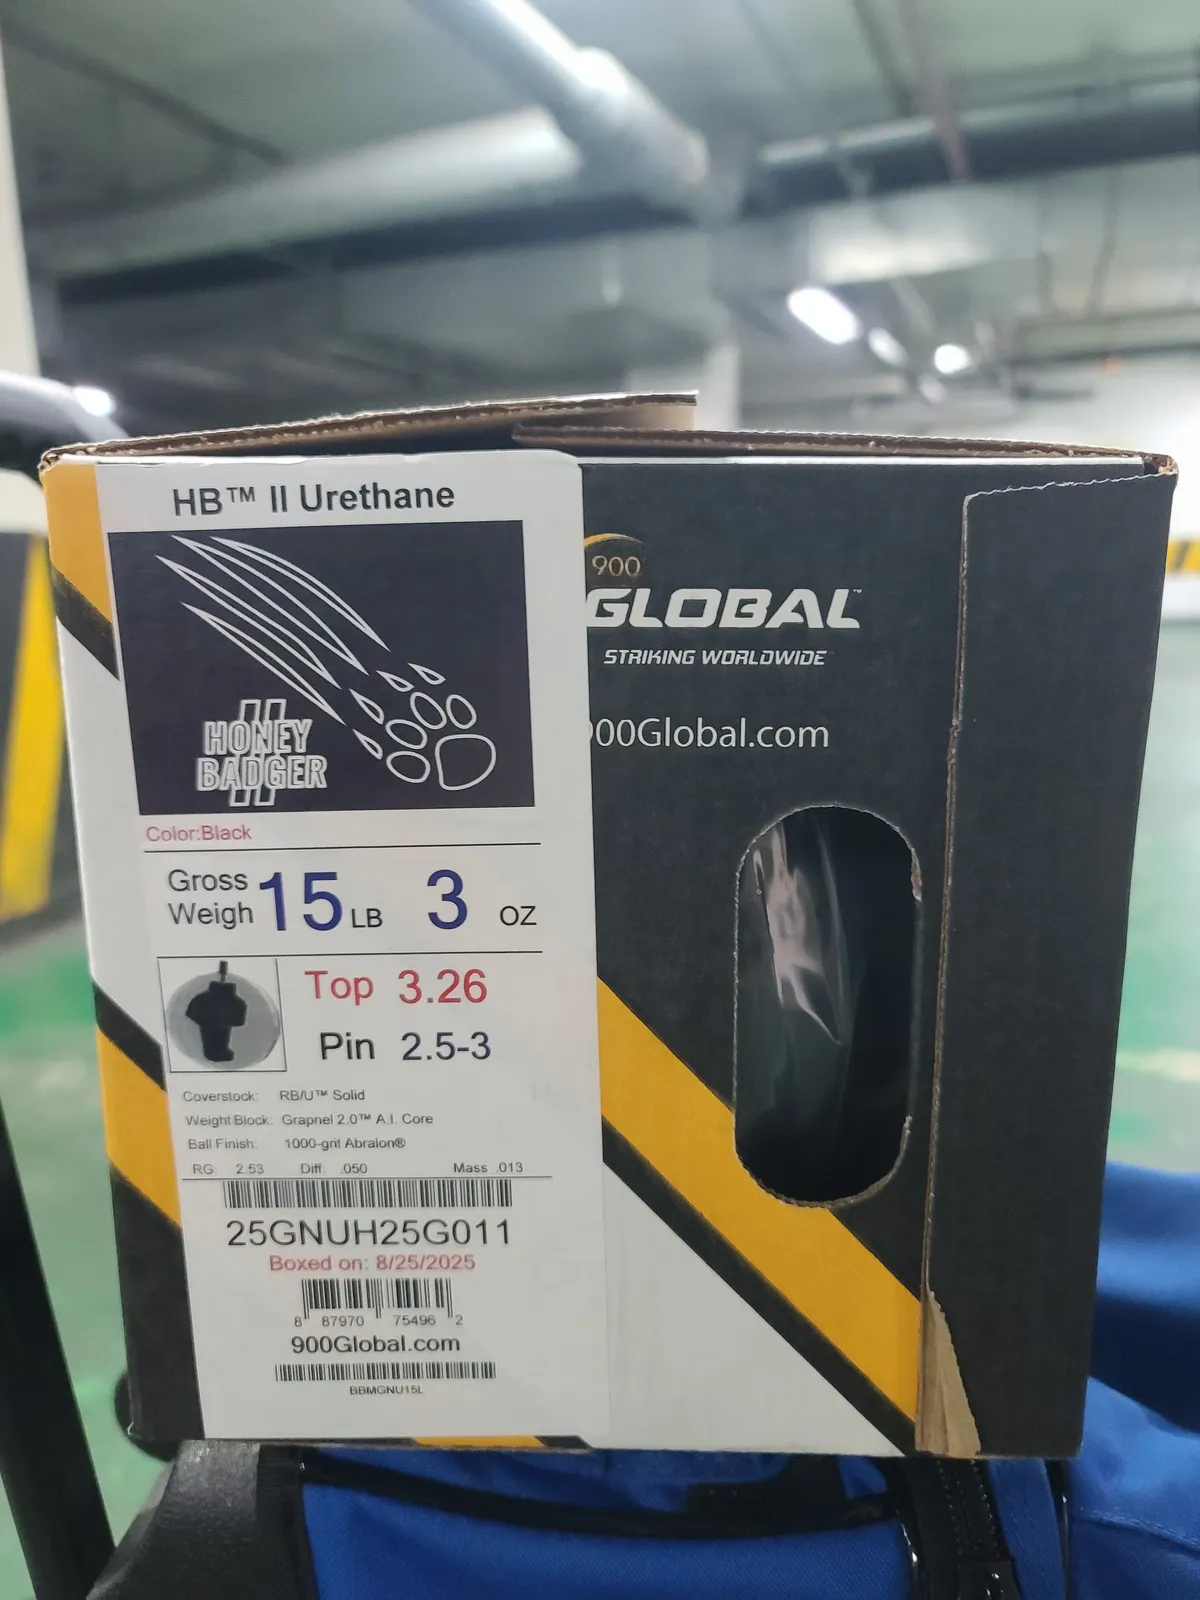 HB™ II Urethane
HONEY
BADGER
II
Color:Black
Gross
Weigh 15 LB 3 OZ
Top 3.26
Pin 2.5-3
Coverstock: RB/U™ Solid
Weight Block: Grapnel 2.0™ A.I. Core
Ball Finish: 1000-grit Abralon®
RG: 2.53 Diff: .050 Mass .013
25GNUH25G011
Boxed on: 8/25/2025
8 87970 75496 2
900Global.com
BBMGNU15L
900
GLOBAL™
STRIKING WORLDWIDE
900Global.com